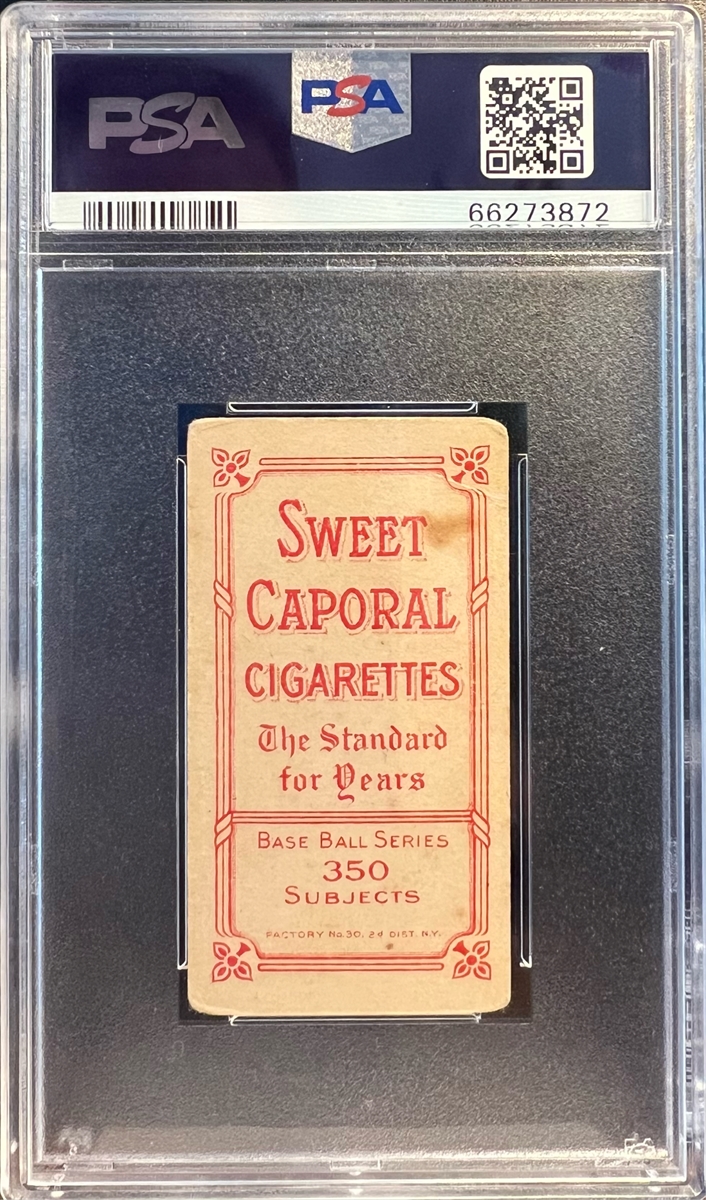 PSA
PSA
66273872
SWEET
CAPORAL
CIGARETTES
The Standard
for Years
BASE BALL SERIES
350
SUBJECTS
FACTORY No. 30, 2d DIST. N.Y.